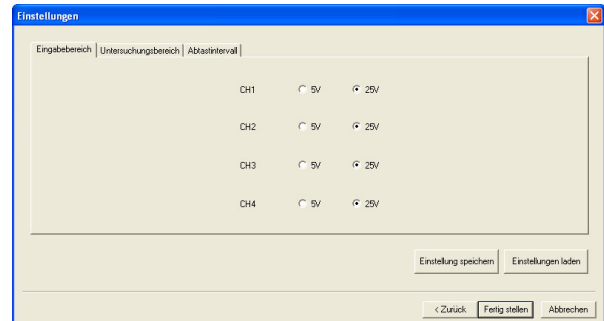 Einstellungen
Eingabebereich Untersuchungsbereich Abtastintervall
CH1 5V 25V
CH2 5V 25V
CH3 5V 25V
CH4 5V 25V
Einstellung speichern Einstellungen laden
< Zurück Fertig stellen Abbrechen